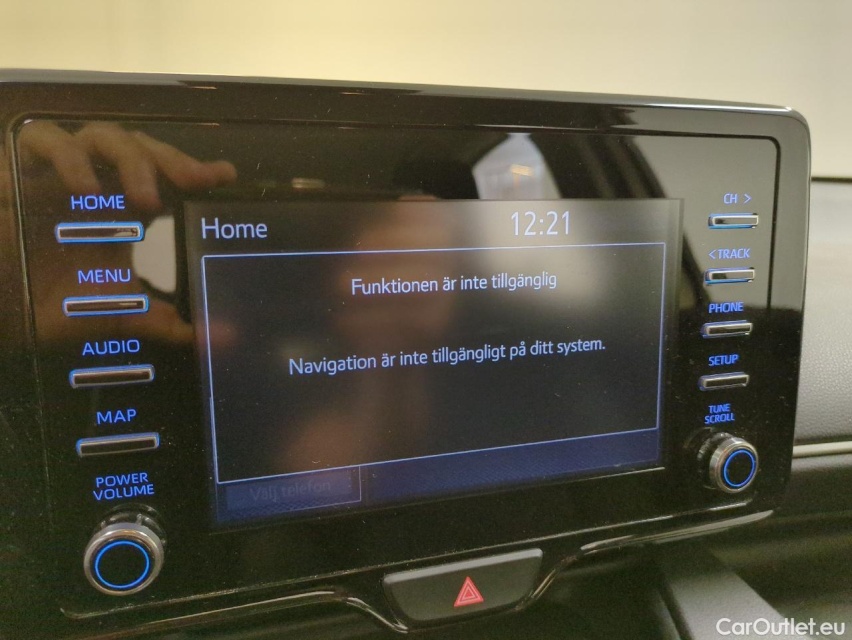 HOME
MENU
AUDIO
MAP
POWER
VOLUME
Home
12:21
Funktionen är inte tillgänglig
Navigation är inte tillgängligt på ditt system.
Välj telefon
CH >
<TRACK
PHONE
SETUP
TUNE
SCROLL
CarOutlet.eu